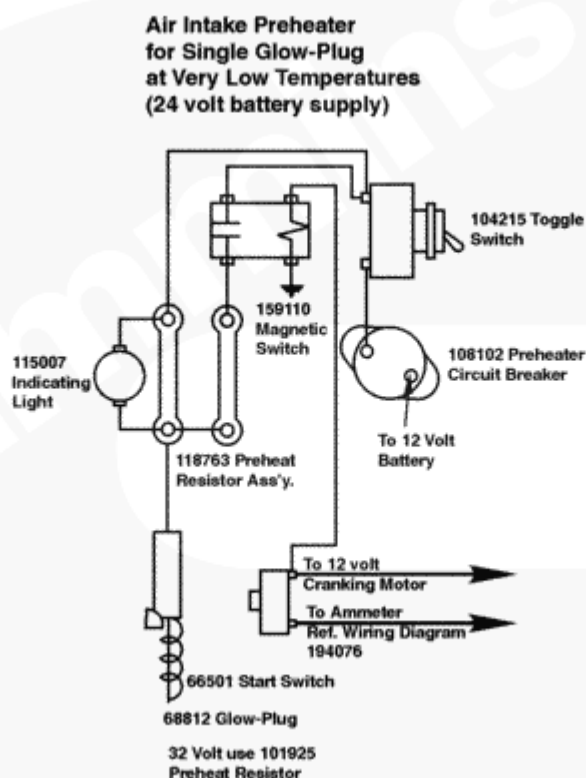 Air Intake Preheater
for Single Glow-Plug
at Very Low Temperatures
(24 volt battery supply)
104215 Toggle
Switch
159110
Magnetic
Switch
115007
Indicating
Light
108102 Preheater
Circuit Breaker
To 12 Volt
Battery
118763 Preheat
Resistor Ass'y.
To 12 volt
Cranking Motor
To Ammeter
Ref. Wiring Diagram
194076
66501 Start Switch
68812 Glow-Plug
32 Volt use 101925
Preheat Resistor